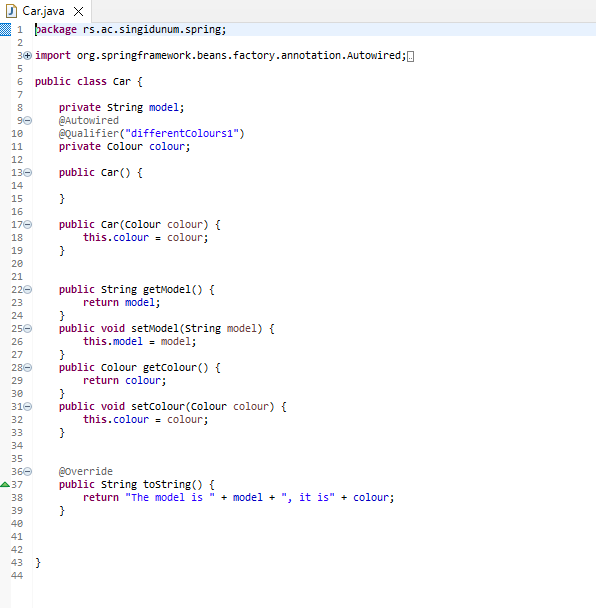 Car.java
1 package rs.ac.singidunum.spring;
2
3 import org.springframework.beans.factory.annotation.Autowired;
5
6 public class Car {
7
8 private String model;
9 @Autowired
10 @Qualifier("differentColours1")
11 private Colour colour;
12
13 public Car() {
14
15 }
16
17 public Car(Colour colour) {
18 this.colour = colour;
19 }
20
21
22 public String getModel() {
23 return model;
24 }
25 public void setModel(String model) {
26 this.model = model;
27 }
28 public Colour getColour() {
29 return colour;
30 }
31 public void setColour(Colour colour) {
32 this.colour = colour;
33 }
34
35
36 @Override
37 public String toString() {
38 return "The model is " + model + ", it is" + colour;
39 }
40
41
42
43 }
44